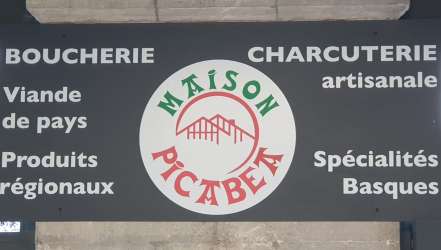 BOUCHERIE
Viande
de pays
Produits
régionaux
MAISON
PICABEA
CHARCUTERIE
artisanale
Spécialités
Basques